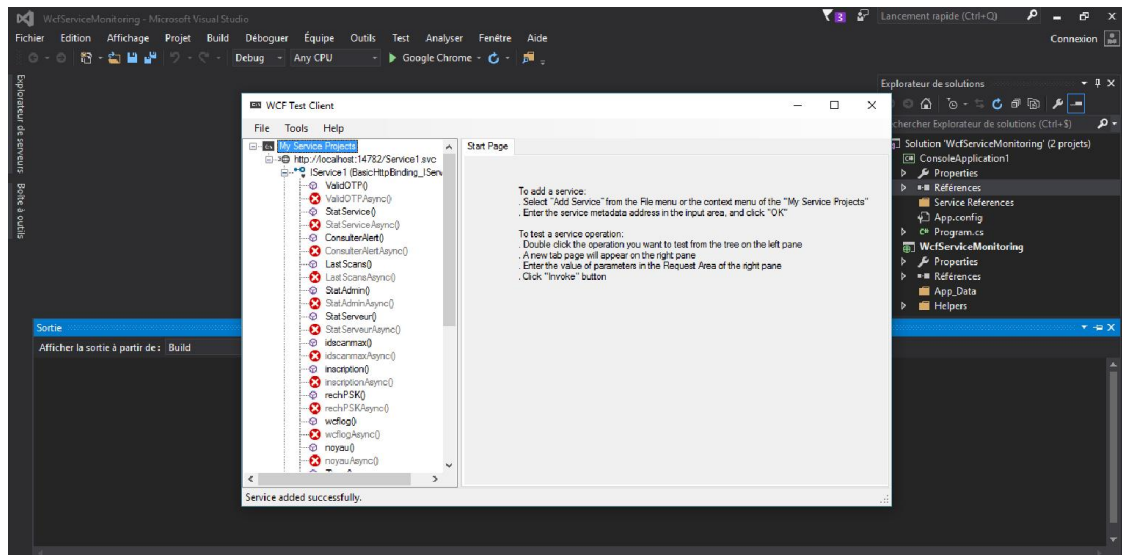 WcfServiceMonitoring - Microsoft Visual Studio
3
Lancement rapide (Ctrl+Q)
Fichier Edition Affichage Projet Build Déboguer Équipe Outils Test Analyser Fenêtre Aide
Connexion
Debug Any CPU Google Chrome
Explorateur de serveurs
Boîte à outils
WCF Test Client
File Tools Help
My Service Projects
http://localhost:14782/Service1.svc
IService1 (BasicHttpBinding_IServ
ValidOTP()
ValidOTPAsync()
StatService()
StatServiceAsync()
ConsulterAlert()
ConsulterAlertAsync()
LastScans()
LastScansAsync()
StatAdmin()
StatAdminAsync()
StatServeur()
StatServeurAsync()
idscanmax()
idscanmaxAsync()
inscription()
inscriptionAsync()
rechPSK()
rechPSKAsync()
wcflog()
wcflogAsync()
noyau()
noyauAsync()
Start Page
To add a service:
. Select "Add Service" from the File menu or the context menu of the "My Service Projects"
. Enter the service metadata address in the input area, and click "OK"
To test a service operation:
. Double click the operation you want to test from the tree on the left pane
. A new tab page will appear on the right pane
. Enter the value of parameters in the Request Area of the right pane
. Click "Invoke" button
Service added successfully.
Explorateur de solutions
chercher Explorateur de solutions (Ctrl+$)
Solution 'WcfServiceMonitoring' (2 projets)
ConsoleApplication1
Properties
Références
Service References
App.config
Program.cs
WcfServiceMonitoring
Properties
Références
App_Data
Helpers
Sortie
Afficher la sortie à partir de : Build